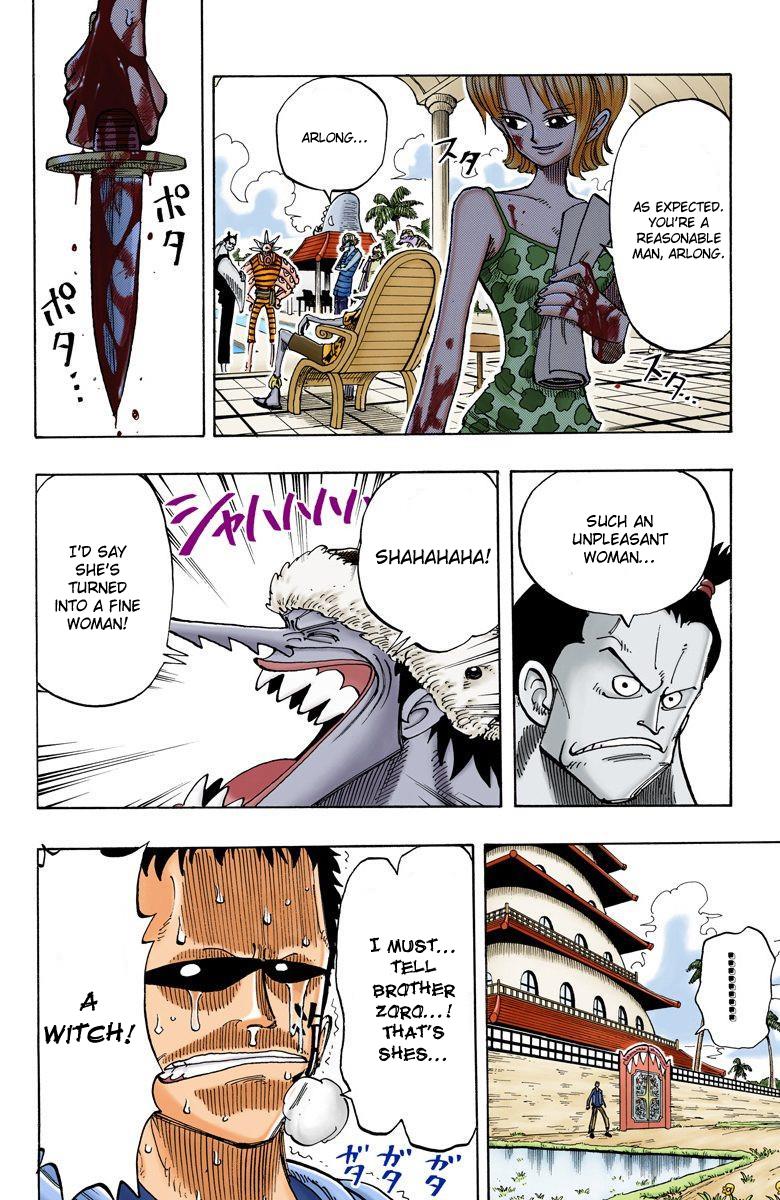 ARLONG...
スタ
AS EXPECTED.
YOU'RE A
REASONABLE
MAN, ARLONG.
スタ...
ポタ
ポタ...
SUCH AN
UNPLEASANT
WOMAN...
SHAHAHAHA!
シャハハハハ
I'D SAY
SHE'S
TURNED
INTO A FINE
WOMAN!
.........
I MUST...
TELL
BROTHER
ZORO...!
THAT'S
SHES...
ガタ
ガタ
ガタ
A
WITCH!